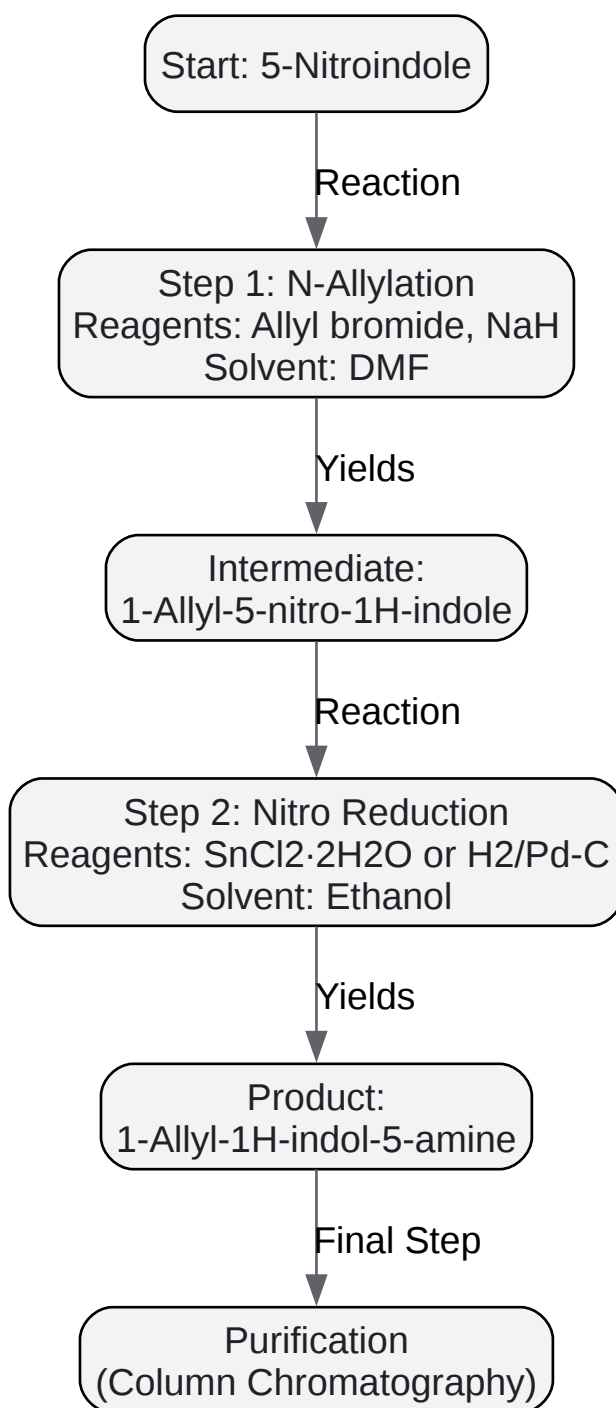 Start: 5-Nitroindole
Reaction
Step 1: N-Allylation
Reagents: Allyl bromide, NaH
Solvent: DMF
Yields
Intermediate:
1-Allyl-5-nitro-1H-indole
Reaction
Step 2: Nitro Reduction
Reagents: SnCl2·2H2O or H2/Pd-C
Solvent: Ethanol
Yields
Product:
1-Allyl-1H-indol-5-amine
Final Step
Purification
(Column Chromatography)